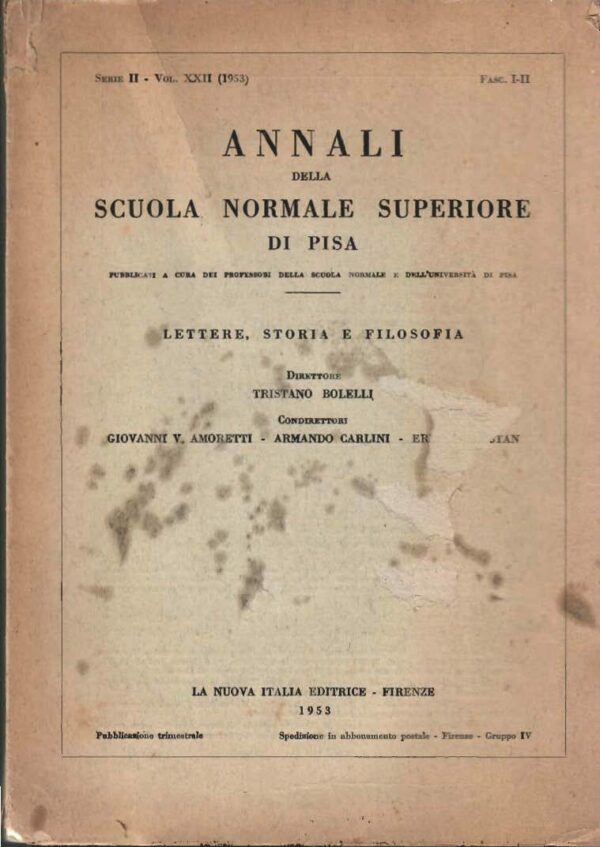 SERIE II - VOL. XXII (1953) FASC. I-II
ANNALI
DELLA
SCUOLA NORMALE SUPERIORE
DI PISA
PUBBLICATI A CURA DEI PROFESSORI DELLA SCUOLA NORMALE E DELL'UNIVERSITÀ DI PISA
LETTERE, STORIA E FILOSOFIA
DIRETTORE
TRISTANO BOLELLI
CONDIRETTORI
GIOVANNI V. AMORETTI - ARMANDO CARLINI -
LA NUOVA ITALIA EDITRICE - FIRENZE
1953
Pubblicazione trimestrale Spedizione in abbonamento postale - Firenze - Gruppo IV